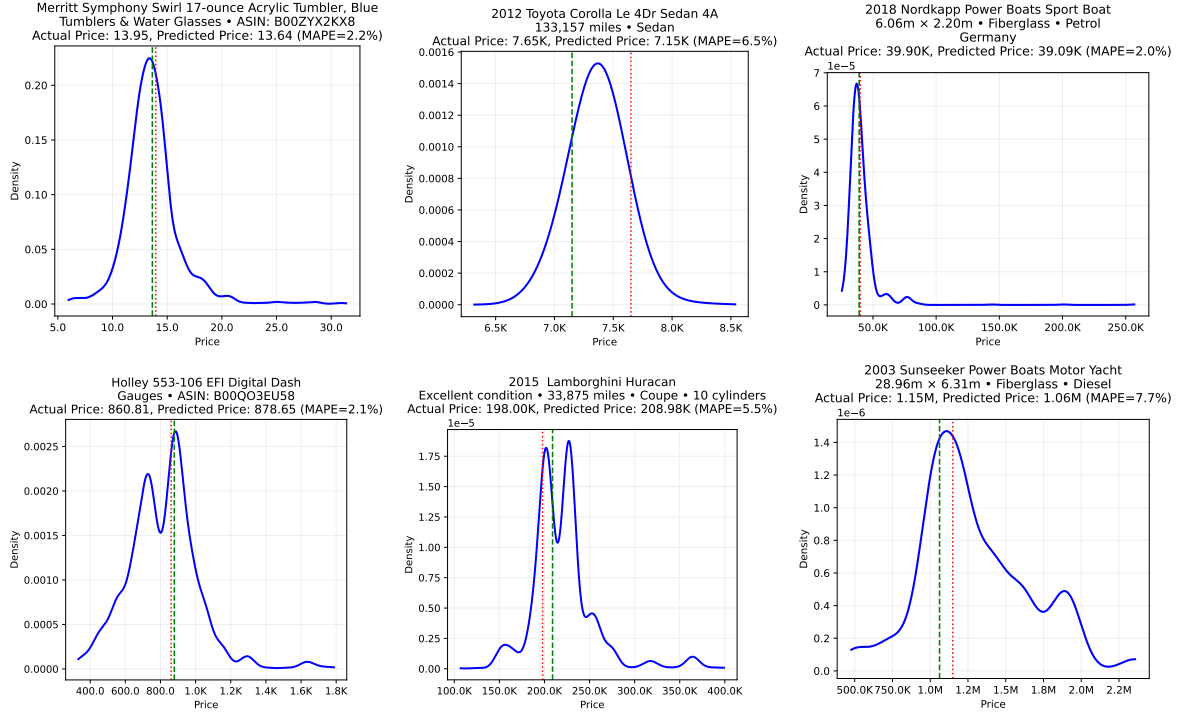 Merritt Symphony Swirl 17-ounce Acrylic Tumbler, Blue
Tumblers & Water Glasses • ASIN: B00ZYX2KX8
Actual Price: 13.95, Predicted Price: 13.64 (MAPE=2.2%)
0.20
0.15
0.10
0.05
0.00
Density
5.0 10.0 15.0 20.0 25.0 30.0
Price
2012 Toyota Corolla Le 4Dr Sedan 4A
133,157 miles • Sedan
Actual Price: 7.65K, Predicted Price: 7.15K (MAPE=6.5%)
0.0016
0.0014
0.0012
0.0010
0.0008
0.0006
0.0004
0.0002
0.0000
Density
6.5K 7.0K 7.5K 8.0K 8.5K
Price
2018 Nordkapp Power Boats Sport Boat
6.06m × 2.20m • Fiberglass • Petrol
Germany
Actual Price: 39.90K, Predicted Price: 39.09K (MAPE=2.0%)
1e−5
7
6
5
4
3
2
1
0
Density
50.0K 100.0K 150.0K 200.0K 250.0K
Price
Holley 553-106 EFI Digital Dash
Gauges • ASIN: B00QO3EU58
Actual Price: 860.81, Predicted Price: 878.65 (MAPE=2.1%)
0.0025
0.0020
0.0015
0.0010
0.0005
0.0000
Density
400.0 600.0 800.0 1.0K 1.2K 1.4K 1.6K 1.8K
Price
2015 Lamborghini Huracan
Excellent condition • 33,875 miles • Coupe • 10 cylinders
Actual Price: 198.00K, Predicted Price: 208.98K (MAPE=5.5%)
1e−5
1.75
1.50
1.25
1.00
0.75
0.50
0.25
0.00
Density
100.0K 150.0K 200.0K 250.0K 300.0K 350.0K 400.0K
Price
2003 Sunseeker Power Boats Motor Yacht
28.96m × 6.31m • Fiberglass • Diesel
Actual Price: 1.15M, Predicted Price: 1.06M (MAPE=7.7%)
1e−6
1.4
1.2
1.0
0.8
0.6
0.4
0.2
0.0
Density
500.0K 750.0K 1.0M 1.2M 1.5M 1.8M 2.0M 2.2M
Price